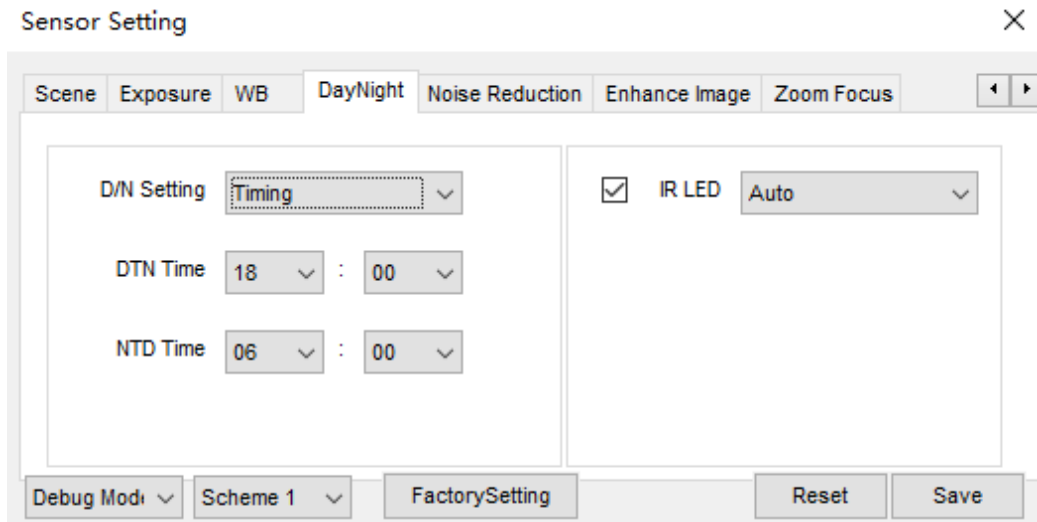 Sensor Setting
Scene Exposure WB DayNight Noise Reduction Enhance Image Zoom Focus
D/N Setting Timing IR LED Auto
DTN Time 18 : 00
NTD Time 06 : 00
Debug Scheme 1 FactorySetting Reset Save